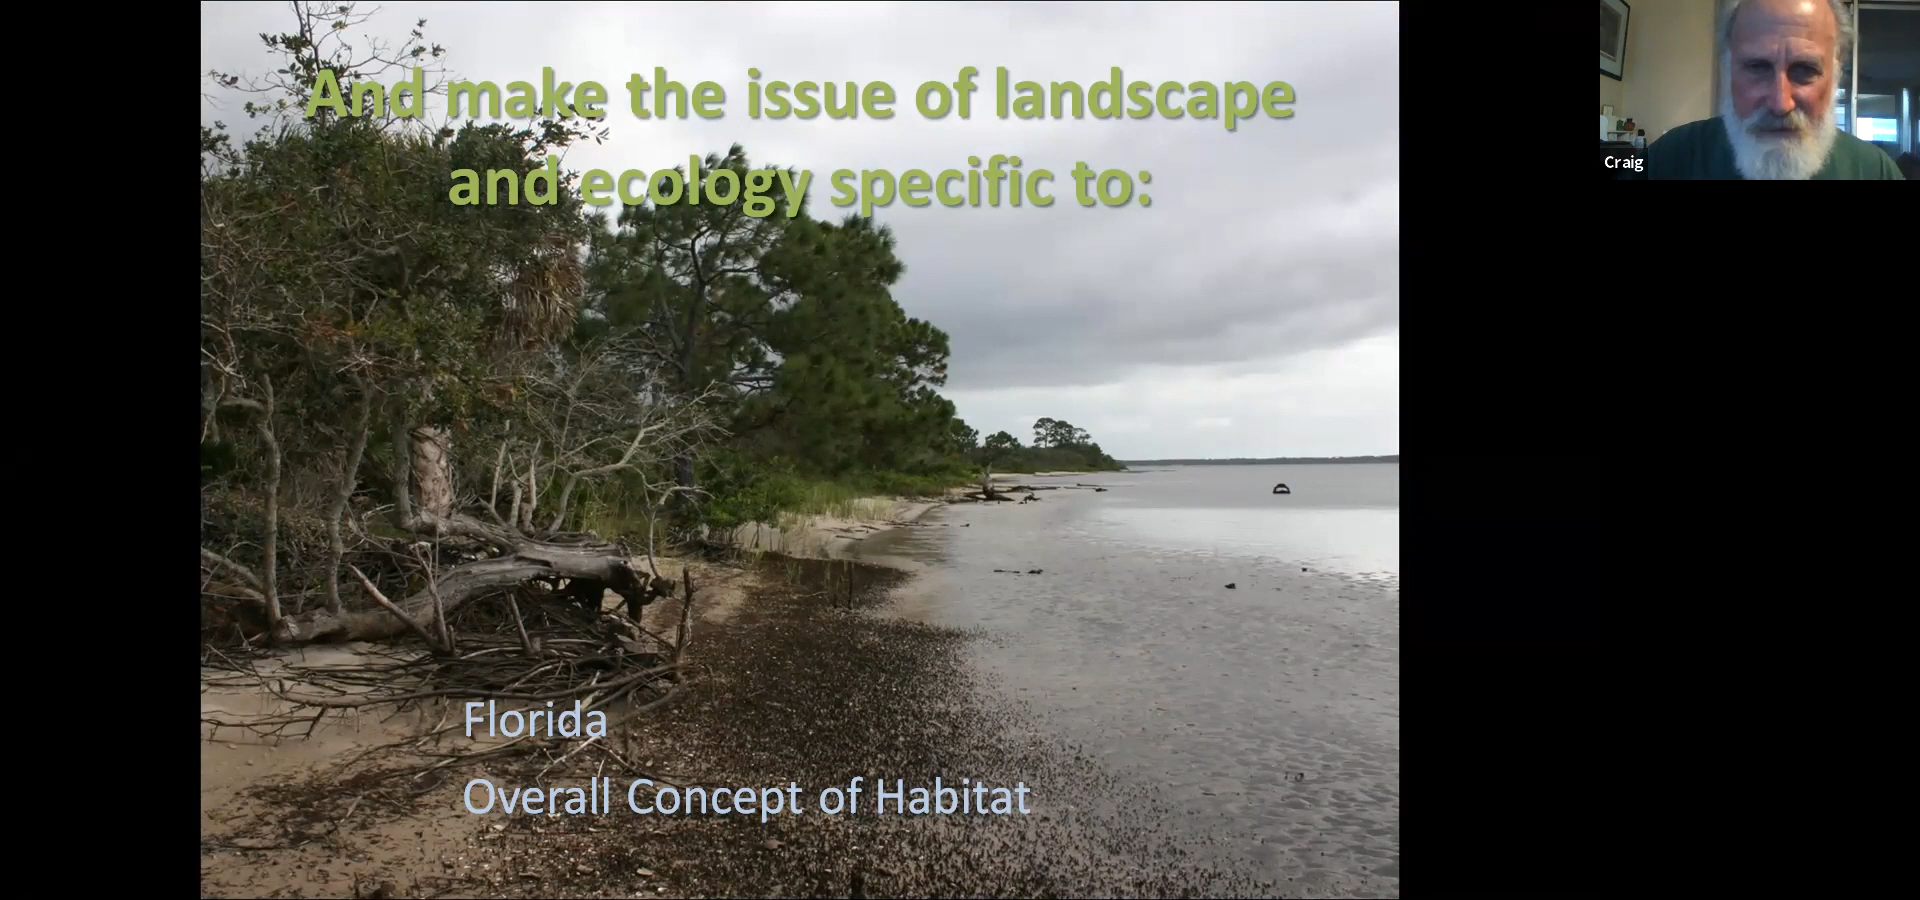 And make the issue of landscape
and ecology specific to:
Craig
Florida
Overall Concept of Habitat